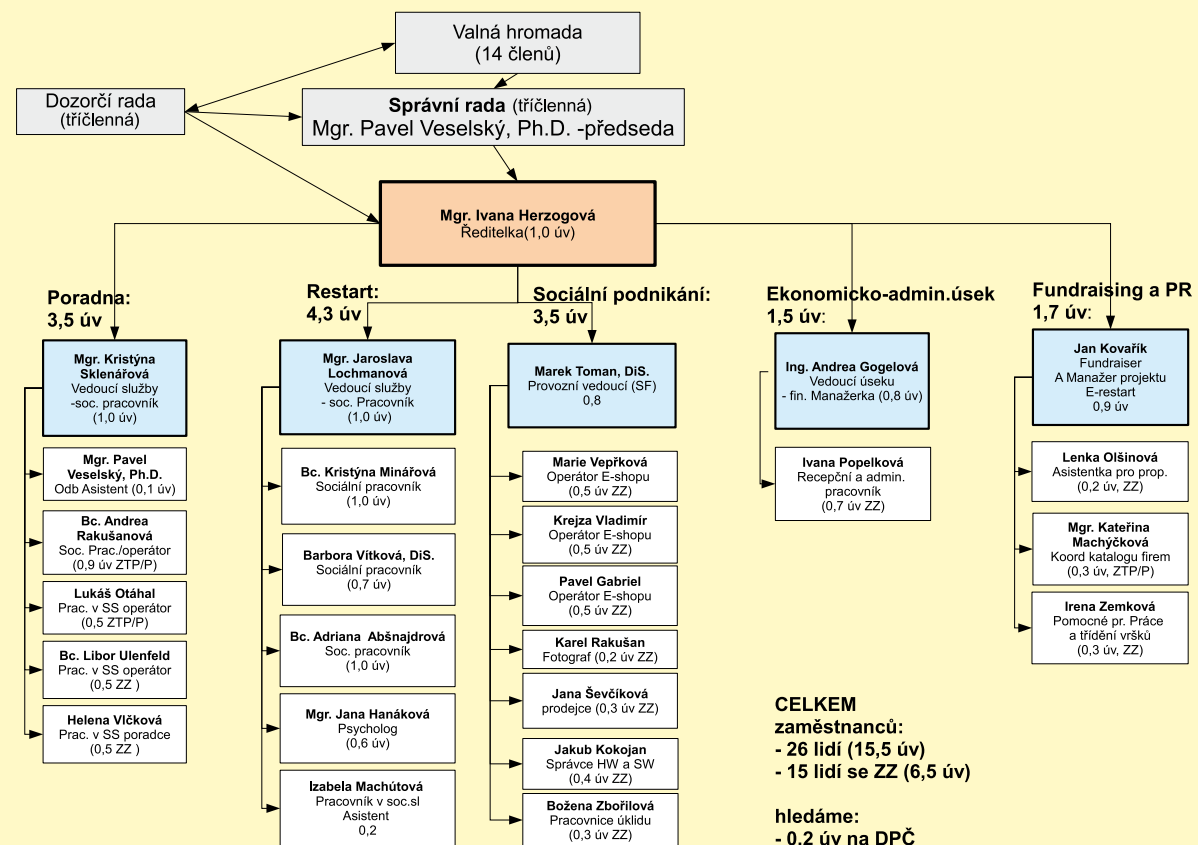 Valná hromada
(14 členů)
Dozorčí rada
(tříčlenná)
Správní rada (tříčlenná)
Mgr. Pavel Veselský, Ph.D. -předseda
Mgr. Ivana Herzogová
Ředitelka(1,0 úv)
Poradna:
3,5 úv
Mgr. Kristýna
Sklenářová
Vedoucí služby
-soc. pracovník
(1,0 úv)
Mgr. Pavel
Veselský, Ph.D.
Odb Asistent (0,1 úv)
Bc. Andrea
Rakušanová
Soc. Prac./operátor
(0,9 úv ZTP/P)
Lukáš Otáhal
Prac. v SS operátor
(0,5 ZTP/P)
Bc. Libor Ulenfeld
Prac. v SS operátor
(0,5 ZZ )
Helena Vlčková
Prac. v SS poradce
(0,5 ZZ )
Restart:
4,3 úv
Mgr. Jaroslava
Lochmanová
Vedoucí služby
- soc. Pracovník
(1,0 úv)
Bc. Kristýna Minářová
Sociální pracovník
(1,0 úv)
Barbora Vítková, DiS.
Sociální pracovník
(0,7 úv)
Bc. Adriana Abšnajdrová
Soc. pracovník
(1,0 úv)
Mgr. Jana Hanáková
Psycholog
(0,6 úv)
Izabela Machútová
Pracovník v soc.sl
Asistent
0,2
Sociální podnikání:
3,5 úv
Marek Toman, DiS.
Provozní vedoucí (SF)
0,8
Marie Vepřková
Operátor E-shopu
(0,5 úv ZZ)
Krejza Vladimír
Operátor E-shopu
(0,5 úv ZZ)
Pavel Gabriel
Operátor E-shopu
(0,5 úv ZZ)
Karel Rakušan
Fotograf (0,2 úv ZZ)
Jana Ševčíková
prodejce (0,3 úv ZZ)
Jakub Kokojan
Správce HW a SW
(0,4 úv ZZ)
Božena Zbořilová
Pracovnice úklidu
(0,3 úv ZZ)
Ekonomicko-admin.úsek
1,5 úv:
Ing. Andrea Gogelová
Vedoucí úseku
- fin. Manažerka (0,8 úv)
Ivana Popelková
Recepční a admin.
pracovník
(0,7 úv ZZ)
Fundraising a PR
1,7 úv:
Jan Kovařík
Fundraiser
A Manažer projektu
E-restart
0,9 úv
Lenka Olšinová
Asistentka pro prop.
(0,2 úv, ZZ)
Mgr. Kateřina
Machýčková
Koord katalogu firem
(0,3 úv, ZTP/P)
Irena Zemková
Pomocné pr. Práce
a třídění vršků
(0,3 úv, ZZ)
CELKEM
zaměstnanců:
- 26 lidí (15,5 úv)
- 15 lidí se ZZ (6,5 úv)
hledáme:
- 0,2 úv na DPČ